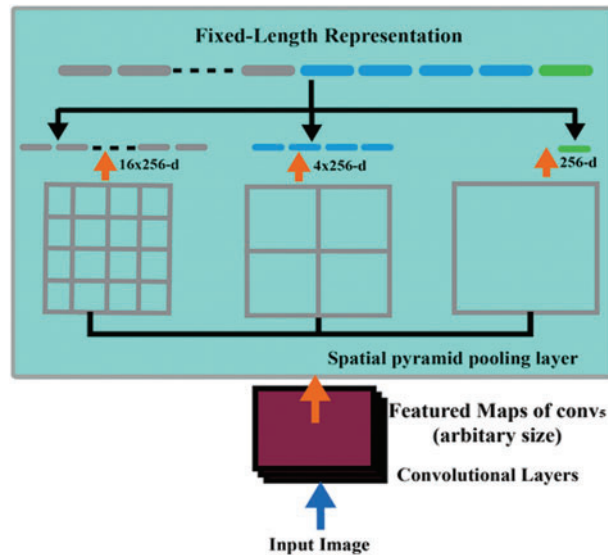 Fixed-Length Representation
16x256-d
4x256-d
256-d
Spatial pyramid pooling layer
Featured Maps of conv₅
(arbitary size)
Convolutional Layers
Input Image